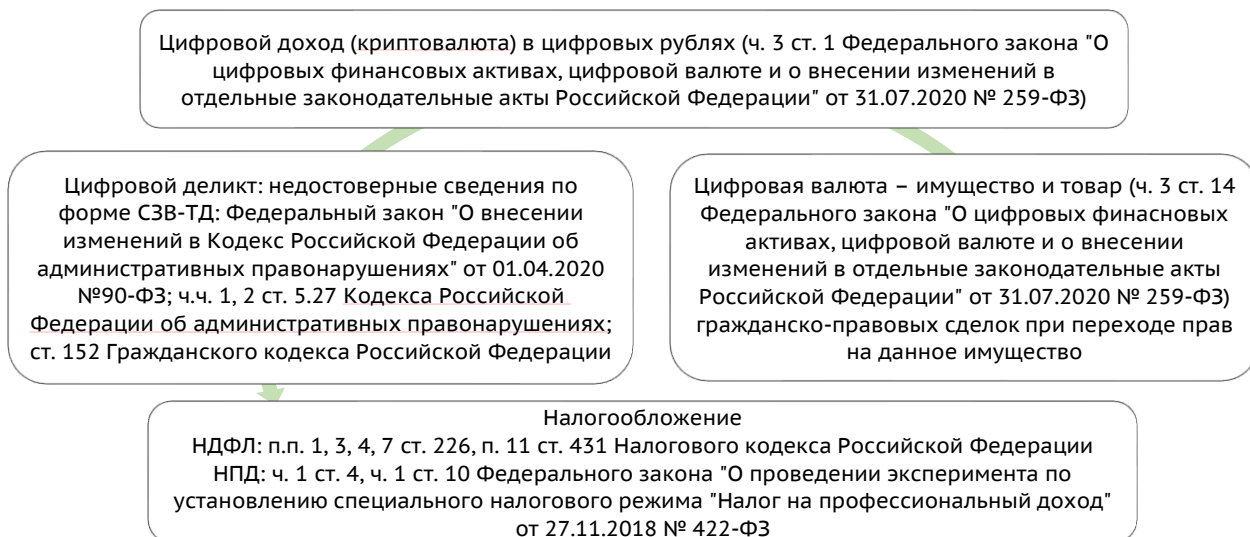 Цифровой доход (криптовалюта) в цифровых рублях (ч. 3 ст. 1 Федерального закона "О
цифровых финансовых активах, цифровой валюте и о внесении изменений в
отдельные законодательные акты Российской Федерации" от 31.07.2020 № 259-ФЗ)
Цифровой деликт: недостоверные сведения по
форме СЗВ-ТД: Федеральный закон "О внесении
изменений в Кодекс Российской Федерации об
административных правонарушениях" от 01.04.2020
№90-ФЗ; ч.ч. 1, 2 ст. 5.27 Кодекса Российской
Федерации об административных правонарушениях;
ст. 152 Гражданского кодекса Российской Федерации
Цифровая валюта – имущество и товар (ч. 3 ст. 14
Федерального закона "О цифровых финасновых
активах, цифровой валюте и о внесении
изменений в отдельные законодательные акты
Российской Федерации" от 31.07.2020 № 259-ФЗ)
гражданско-правовых сделок при переходе прав
на данное имущество
Налогообложение
НДФЛ: п.п. 1, 3, 4, 7 ст. 226, п. 11 ст. 431 Налогового кодекса Российской Федерации
НПД: ч. 1 ст. 4, ч. 1 ст. 10 Федерального закона "О проведении эксперимента по
установлению специального налогового режима "Налог на профессиональный доход"
от 27.11.2018 № 422-ФЗ